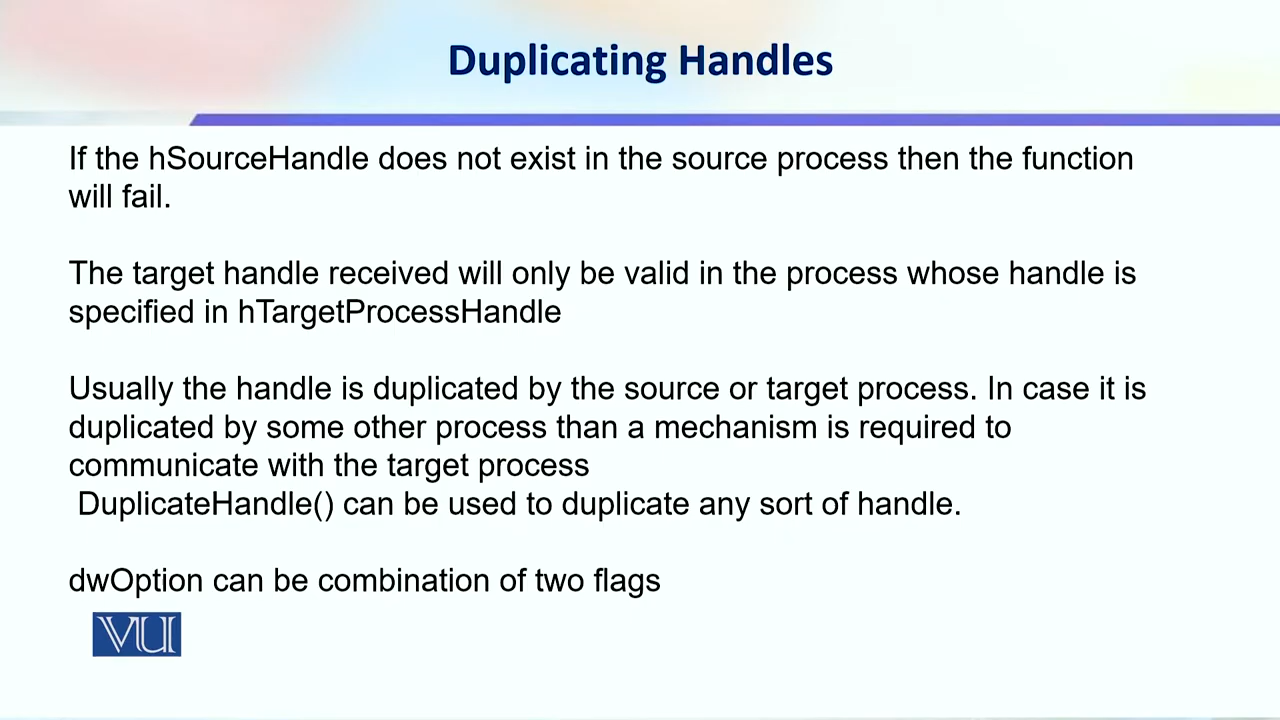 Duplicating Handles
If the hSourceHandle does not exist in the source process then the function
will fail.
The target handle received will only be valid in the process whose handle is
specified in hTargetProcessHandle
Usually the handle is duplicated by the source or target process. In case it is
duplicated by some other process than a mechanism is required to
communicate with the target process
DuplicateHandle() can be used to duplicate any sort of handle.
dwOption can be combination of two flags
VU